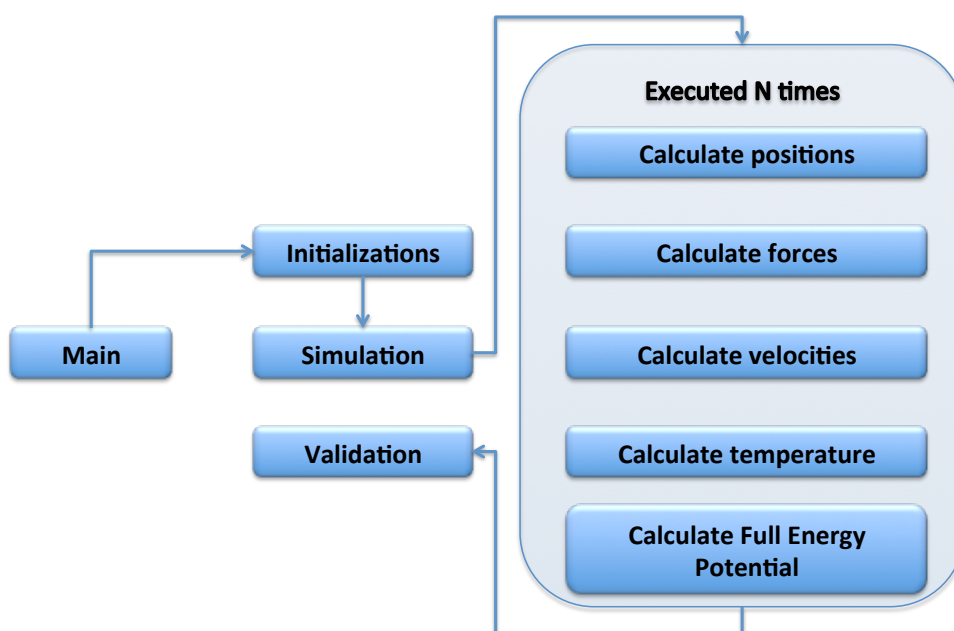 Executed N times
Calculate positions
Initializations
Calculate forces
Main
Simulation
Calculate velocities
Validation
Calculate temperature
Calculate Full Energy
Potential